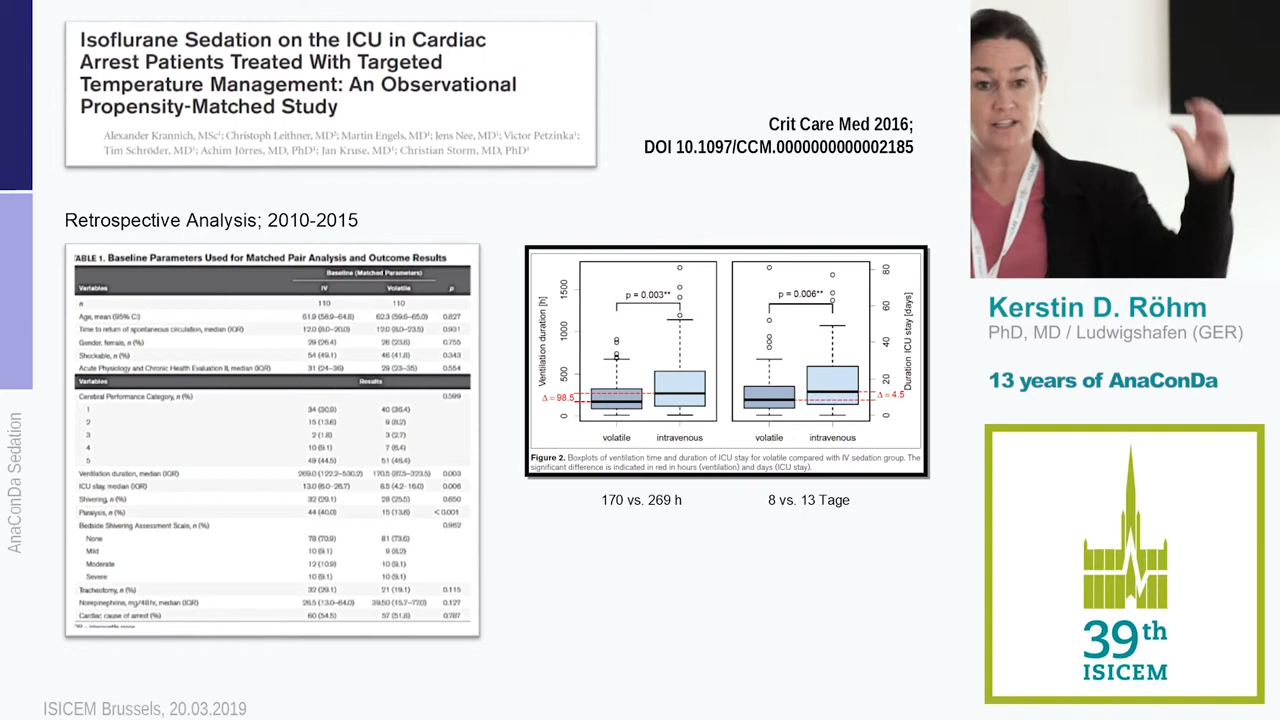 Isoflurane Sedation on the ICU in Cardiac
Arrest Patients Treated With Targeted
Temperature Management: An Observational
Propensity-Matched Study
Alexander Krannich, MSc¹; Christoph Leithner, MD²; Martin Engels, MD¹; Jens Nee, MD¹; Victor Petzinka¹;
Tim Schröder, MD¹; Achim Jörres, MD, PhD¹; Jan Kruse, MD¹; Christian Storm, MD, PhD¹
Crit Care Med 2016;
DOI 10.1097/CCM.0000000000002185
Retrospective Analysis; 2010-2015
TABLE 1. Baseline Parameters Used for Matched Pair Analysis and Outcome Results
Baseline (Matched Parameters)
Variables IV Volatile p
n 110 110
Age, mean (95% CI) 61.9 (58.9–64.8) 62.3 (59.6–65.0) 0.827
Time to return of spontaneous circulation, median (IQR) 12.0 (8.0–20.0) 12.0 (8.0–23.5) 0.931
Gender, female, n (%) 29 (26.4) 26 (23.6) 0.755
Shockable, n (%) 54 (49.1) 46 (41.8) 0.343
Acute Physiology and Chronic Health Evaluation II, median (IQR) 31 (24–36) 29 (23–35) 0.554
Variables Results
Cerebral Performance Category, n (%) 0.599
1 34 (30.9) 40 (36.4)
2 15 (13.6) 9 (8.2)
3 2 (1.8) 3 (2.7)
4 10 (9.1) 7 (6.4)
5 49 (44.5) 51 (46.4)
Ventilation duration, median (IQR) 269.0 (122.2–530.2) 170.5 (87.5–323.5) 0.003
ICU stay, median (IQR) 13.0 (6.0–26.7) 8.5 (4.2–16.0) 0.006
Shivering, n (%) 32 (29.1) 28 (25.5) 0.650
Paralysis, n (%) 44 (40.0) 15 (13.6) < 0.001
Bedside Shivering Assessment Scale, n (%) 0.962
None 78 (70.9) 81 (73.6)
Mild 10 (9.1) 9 (8.2)
Moderate 12 (10.9) 10 (9.1)
Severe 10 (9.1) 10 (9.1)
Tracheotomy, n (%) 32 (29.1) 21 (19.1) 0.115
Norepinephrine, mg/48 hr, median (IQR) 26.5 (13.0–64.0) 39.50 (15.7–77.0) 0.127
Cardiac cause of arrest (%) 60 (54.5) 57 (51.8) 0.787
Ventilation duration [h]
0 500 1000 1500
p = 0.003**
Δ = 98.5
volatile intravenous
p = 0.006**
Δ = 4.5
volatile intravenous
0 20 40 60 80
Duration ICU stay [days]
Figure 2. Boxplots of ventilation time and duration of ICU stay for volatile compared with IV sedation group. The
significant difference is indicated in red in hours (ventilation) and days (ICU stay).
170 vs. 269 h
8 vs. 13 Tage
AnaConDa Sedation
ISICEM Brussels, 20.03.2019
Kerstin D. Röhm
PhD, MD / Ludwigshafen (GER)
13 years of AnaConDa
39th
ISICEM